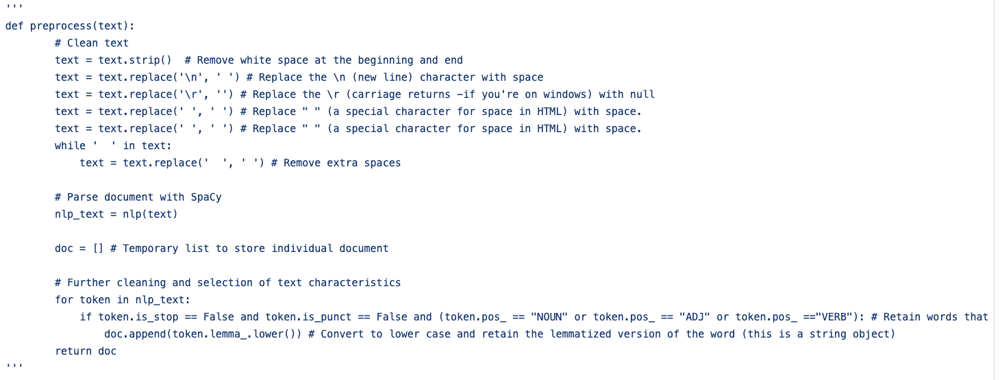 '''
def preprocess(text):
        # Clean text
        text = text.strip()  # Remove white space at the beginning and end
        text = text.replace('\n', ' ') # Replace the \n (new line) character with space
        text = text.replace('\r', '') # Replace the \r (carriage returns -if you're on windows) with null
        text = text.replace(' ', ' ') # Replace " " (a special character for space in HTML) with space.
        text = text.replace(' ', ' ') # Replace " " (a special character for space in HTML) with space.
        while '  ' in text:
            text = text.replace('  ', ' ') # Remove extra spaces

        # Parse document with SpaCy
        nlp_text = nlp(text)

        doc = [] # Temporary list to store individual document

        # Further cleaning and selection of text characteristics
        for token in nlp_text:
            if token.is_stop == False and token.is_punct == False and (token.pos_ == "NOUN" or token.pos_ == "ADJ" or token.pos_ =="VERB"): # Retain words that
                doc.append(token.lemma_.lower()) # Convert to lower case and retain the lemmatized version of the word (this is a string object)
        return doc
'''